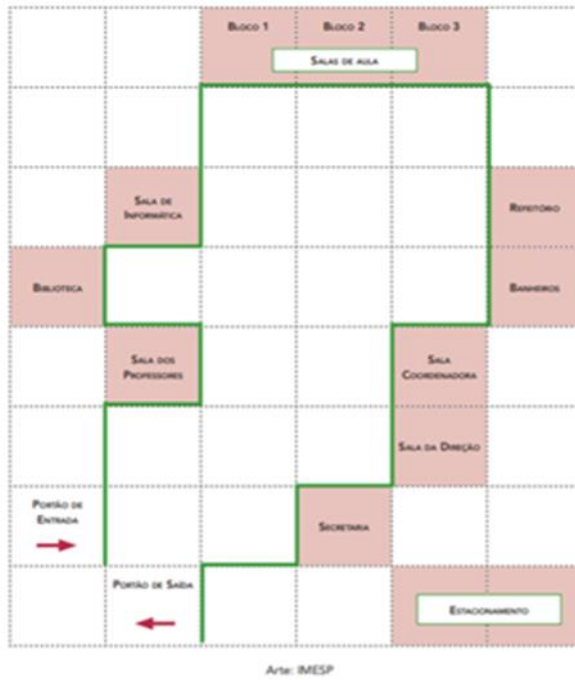 Bloco 1
Bloco 2
Bloco 3
Salas de aula
Sala de
Informática
Refeitório
Biblioteca
Banheiros
Sala dos
Professores
Sala
Coordenadora
Sala da Direção
Portão de
Entrada
Secretaria
Portão de Saída
Estacionamento
Arte: IMESP